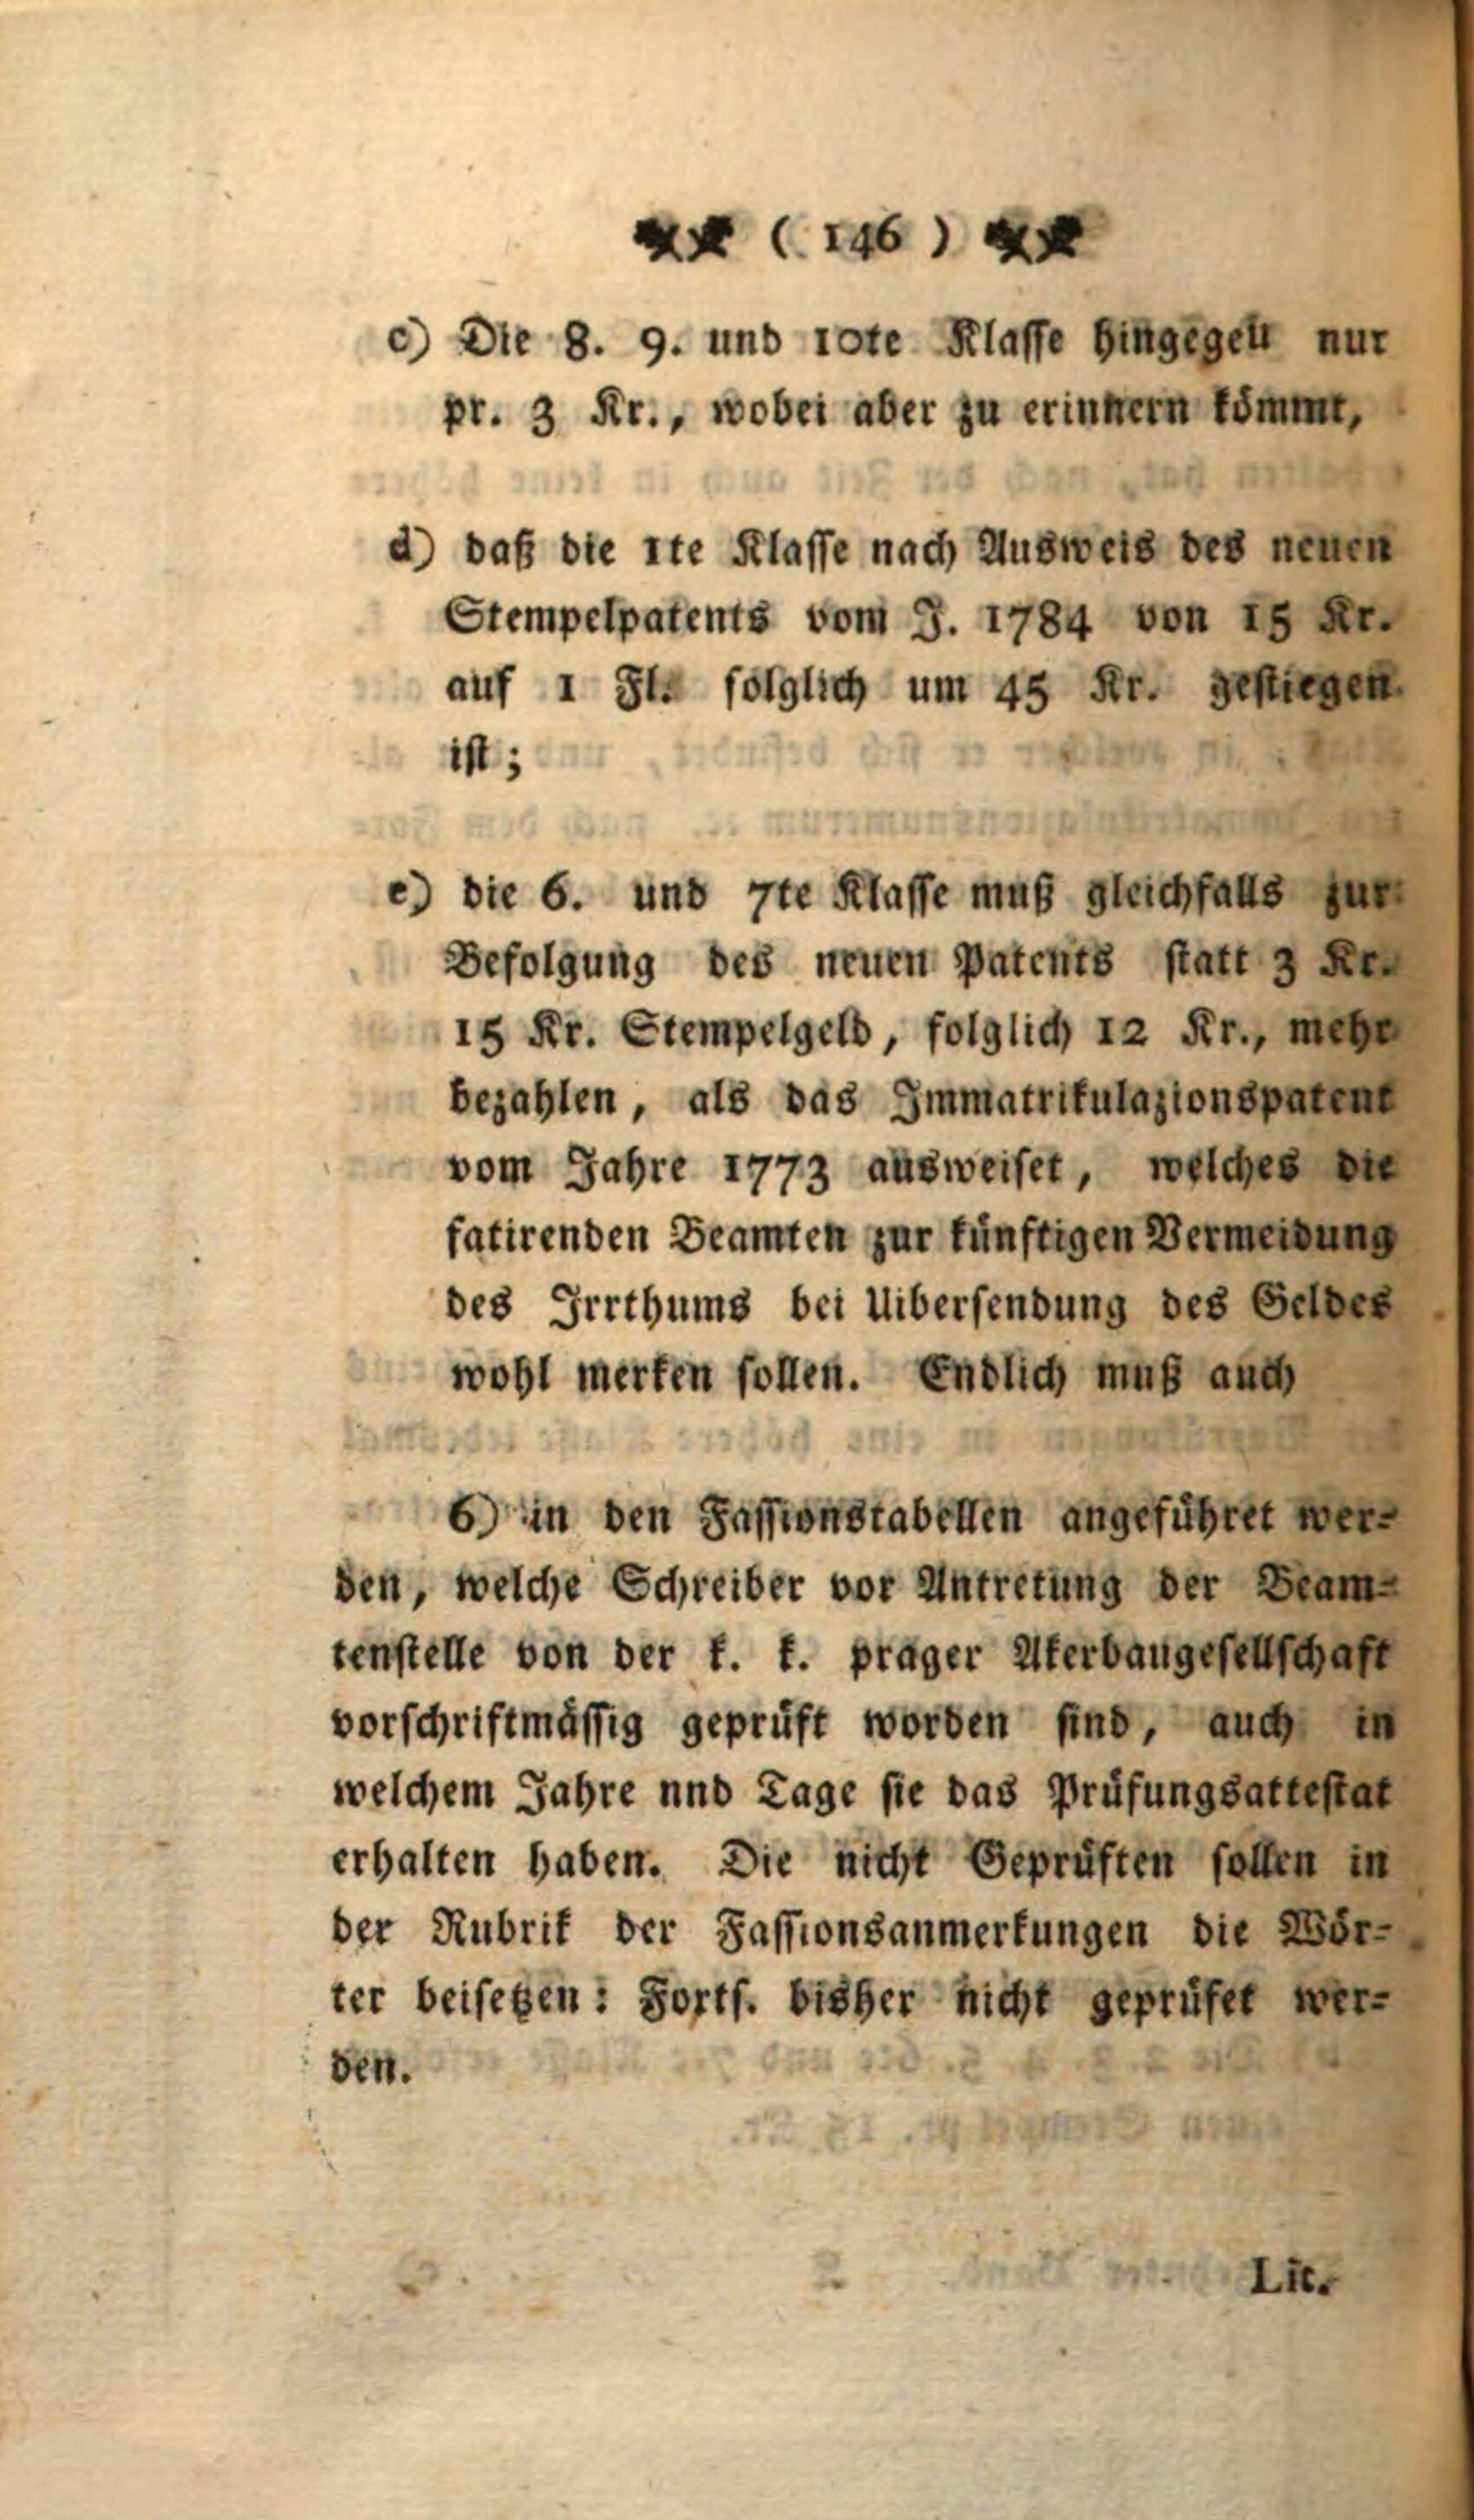 ( 146 )
c) Die 8. 9. und 10te Klasse hingegen nur
pr. 3 Kr., wobei aber zu erinnern kömmt,
d) daß die 1te Klasse nach Ausweis des neuen
Stempelpatents vom J. 1784 von 15 Kr.
auf 1 Fl. folglich um 45 Kr. gestiegen
ist;
e) die 6. und 7te Klasse muß gleichfalls zur
Befolgung des neuen Patents statt 3 Kr.
15 Kr. Stempelgeld, folglich 12 Kr., mehr
bezahlen, als das Immatrikulazionspatent
vom Jahre 1773 ausweiset, welches die
fatirenden Beamten zur künftigen Vermeidung
des Irrthums bei Uibersendung des Geldes
wohl merken sollen. Endlich muß auch
6) in den Fassionstabellen angeführet wer-
den, welche Schreiber vor Antretung der Beam-
tenstelle von der k. k. prager Akerbaugesellschaft
vorschriftmässig geprüft worden sind, auch in
welchem Jahre nnd Tage sie das Prüfungsattestat
erhalten haben. Die nicht Geprüften sollen in
der Rubrik der Fassionsanmerkungen die Wör-
ter beisetzen: Forts. bisher nicht geprüfet wer-
den.
Lit.